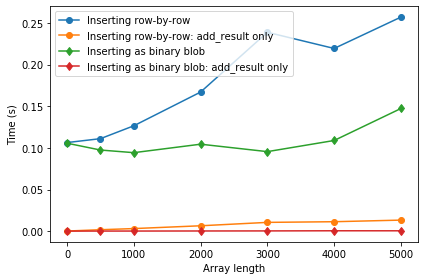 0.25
0.20
0.15
0.10
0.05
0.00
Time (s)
Inserting row-by-row
Inserting row-by-row: add_result only
Inserting as binary blob
Inserting as binary blob: add_result only
0 1000 2000 3000 4000 5000
Array length